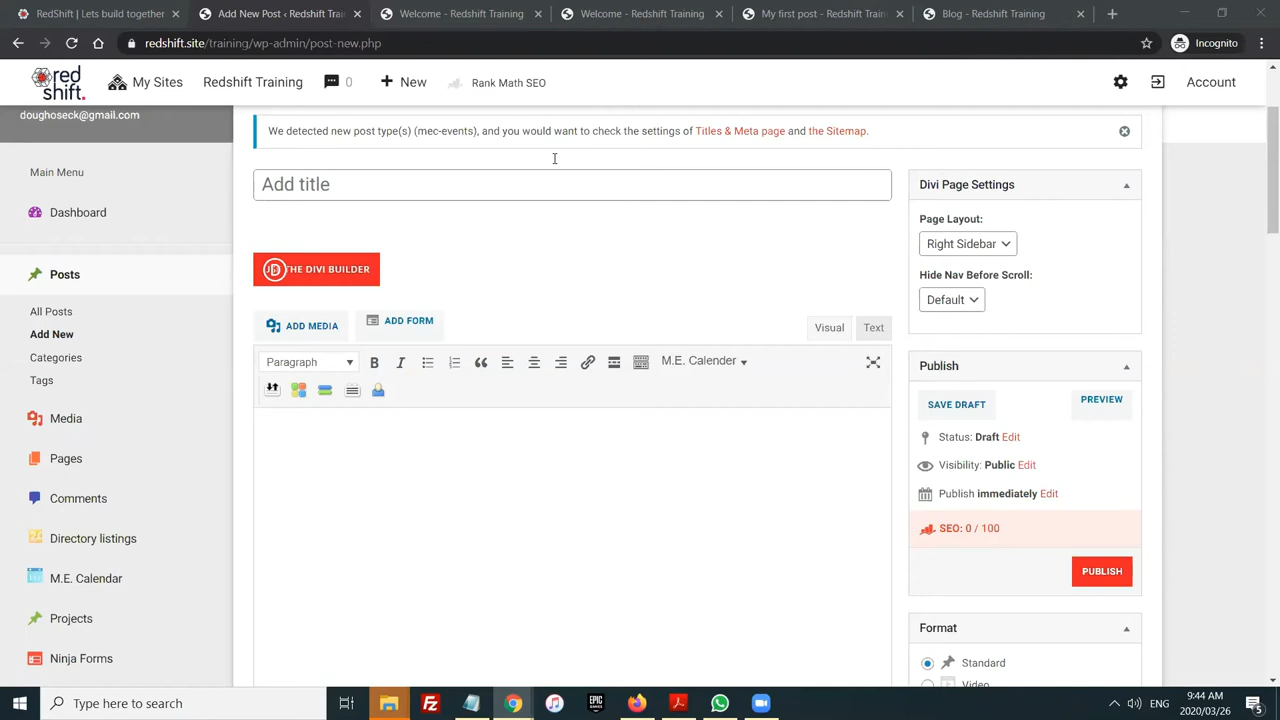 RedShift | Lets build together
Add New Post ‹ Redshift Train
Welcome - Redshift Training
Welcome - Redshift Training
My first post - Redshift Train
Blog - Redshift Training
redshift.site/training/wp-admin/post-new.php
Incognito
red shift.
My Sites
Redshift Training
0
New
Rank Math SEO
Account
doughoseck@gmail.com
We detected new post type(s) (mec-events), and you would want to check the settings of Titles & Meta page and the Sitemap.
Main Menu
Dashboard
Posts
All Posts
Add New
Categories
Tags
Media
Pages
Comments
Directory listings
M.E. Calendar
Projects
Ninja Forms
Add title
THE DIVI BUILDER
ADD MEDIA
ADD FORM
Visual
Text
Paragraph
M.E. Calender
Divi Page Settings
Page Layout:
Right Sidebar
Hide Nav Before Scroll:
Default
Publish
SAVE DRAFT
PREVIEW
Status: Draft Edit
Visibility: Public Edit
Publish immediately Edit
SEO: 0 / 100
PUBLISH
Format
Standard
Video
Type here to search
ENG
9:44 AM
2020/03/26
5